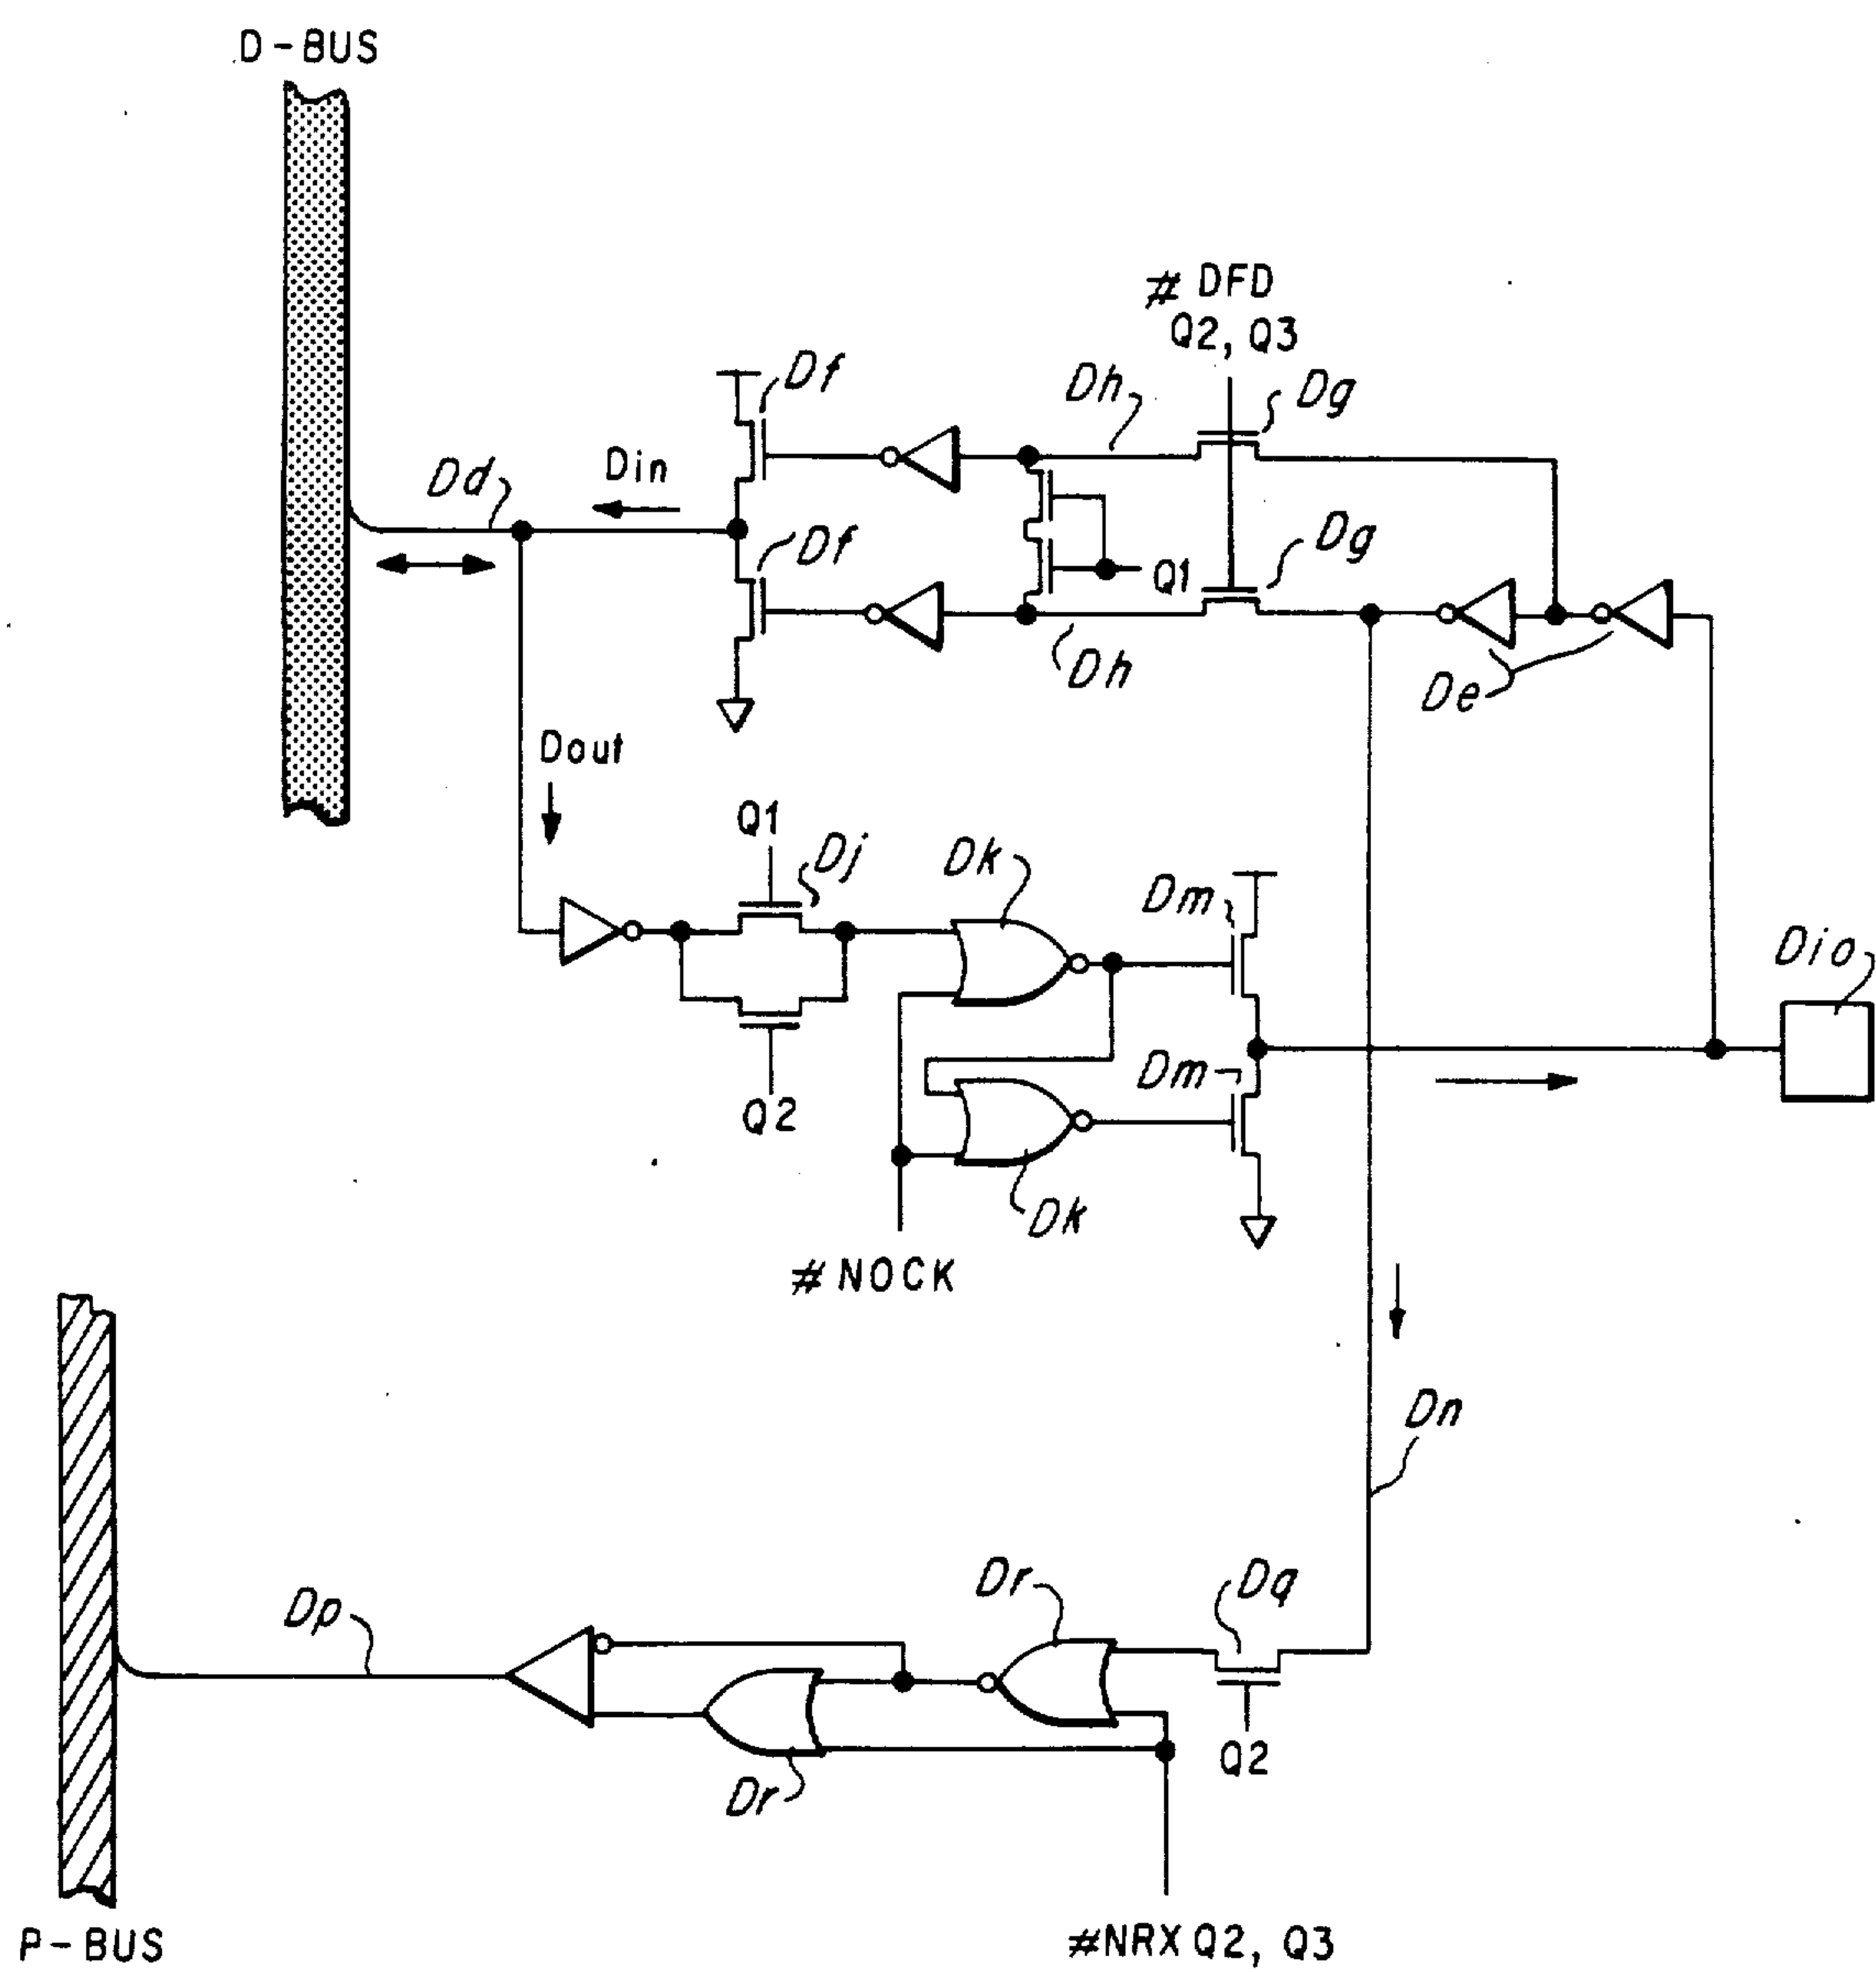 D-BUS
# DFD
Q2, Q3
Df
Dh
Dg
Dd
Din
Df
Dg
Q1
Dh
De
Dout
Q1
Dj
Dk
Dm
Dio
Dm
Q2
Dk
#NOCK
Dn
Dr
Dq
Dp
Q2
Dr
P-BUS
#NRX Q2, Q3